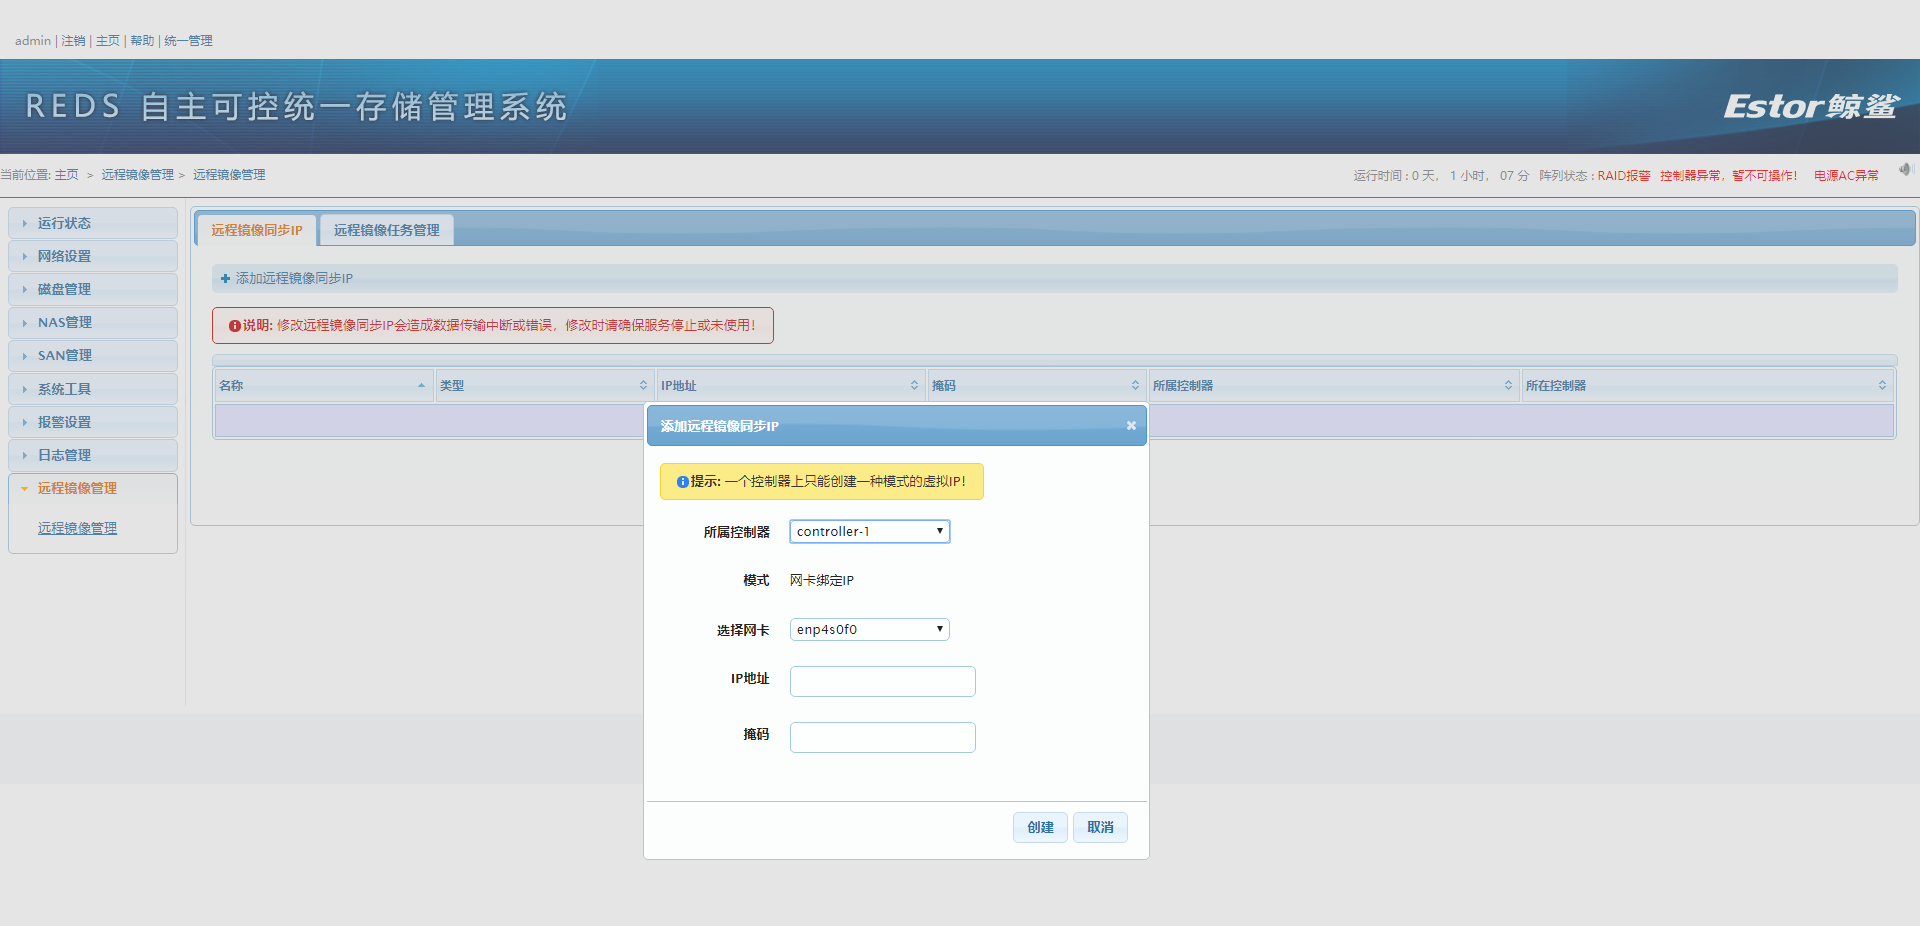 admin | 注销 | 主页 | 帮助 | 统一管理
REDS 自主可控统一存储管理系统
Estor鲸鲨
当前位置: 主页 > 远程镜像管理 > 远程镜像管理
运行时间 : 0 天， 1 小时， 07 分 阵列状态 : RAID报警 控制器异常，暂不可操作! 电源AC异常
运行状态
网络设置
磁盘管理
NAS管理
SAN管理
系统工具
报警设置
日志管理
远程镜像管理
远程镜像管理
远程镜像同步IP
远程镜像任务管理
添加远程镜像同步IP
说明: 修改远程镜像同步IP会造成数据传输中断或错误，修改时请确保服务停止或未使用!
名称 类型 IP地址 掩码 所属控制器 所在控制器
添加远程镜像同步IP
提示: 一个控制器上只能创建一种模式的虚拟IP!
所属控制器 controller-1
模式 网卡绑定IP
选择网卡 enp4s0f0
IP地址
掩码
创建 取消